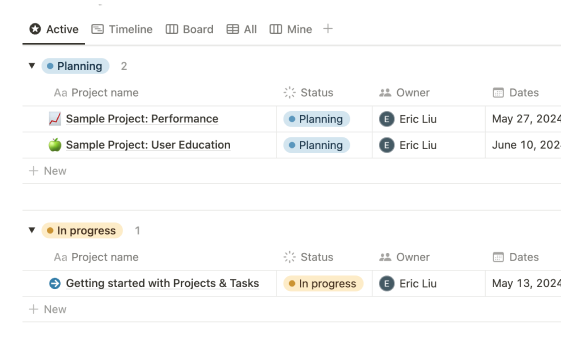 Active Timeline Board All Mine
Planning 2
Aa Project name Status Owner Dates
Sample Project: Performance Planning E Eric Liu May 27, 2024
Sample Project: User Education Planning E Eric Liu June 10, 202
+ New
In progress 1
Aa Project name Status Owner Dates
Getting started with Projects & Tasks In progress E Eric Liu May 13, 2024
+ New